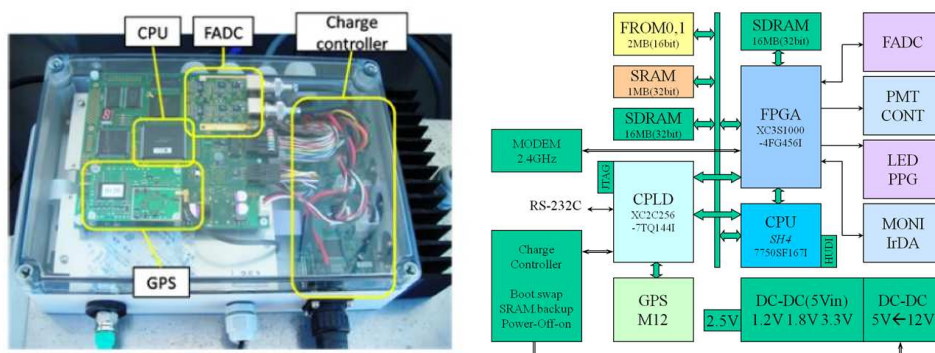 Charge
controller
CPU
FADC
GPS
FROM0,1
2MB(16bit)
SRAM
1MB(32bit)
SDRAM
16MB(32bit)
MODEM
2.4GHz
JTAG
RS-232C
CPLD
XC2C256
-7TQ144I
Charge
Controller
Boot swap
SRAM.backup
Power-Off-on
GPS
M12
SDRAM
16MB(32bit)
FPGA
XC3S1000
-4FG456I
CPU
SH4
7750SF167I
HUDI
FADC
PMT
CONT
LED
PPG
MONI
IrDA
2.5V
DC-DC(5Vin)
1.2V 1.8V 3.3V
DC-DC
5V←12V